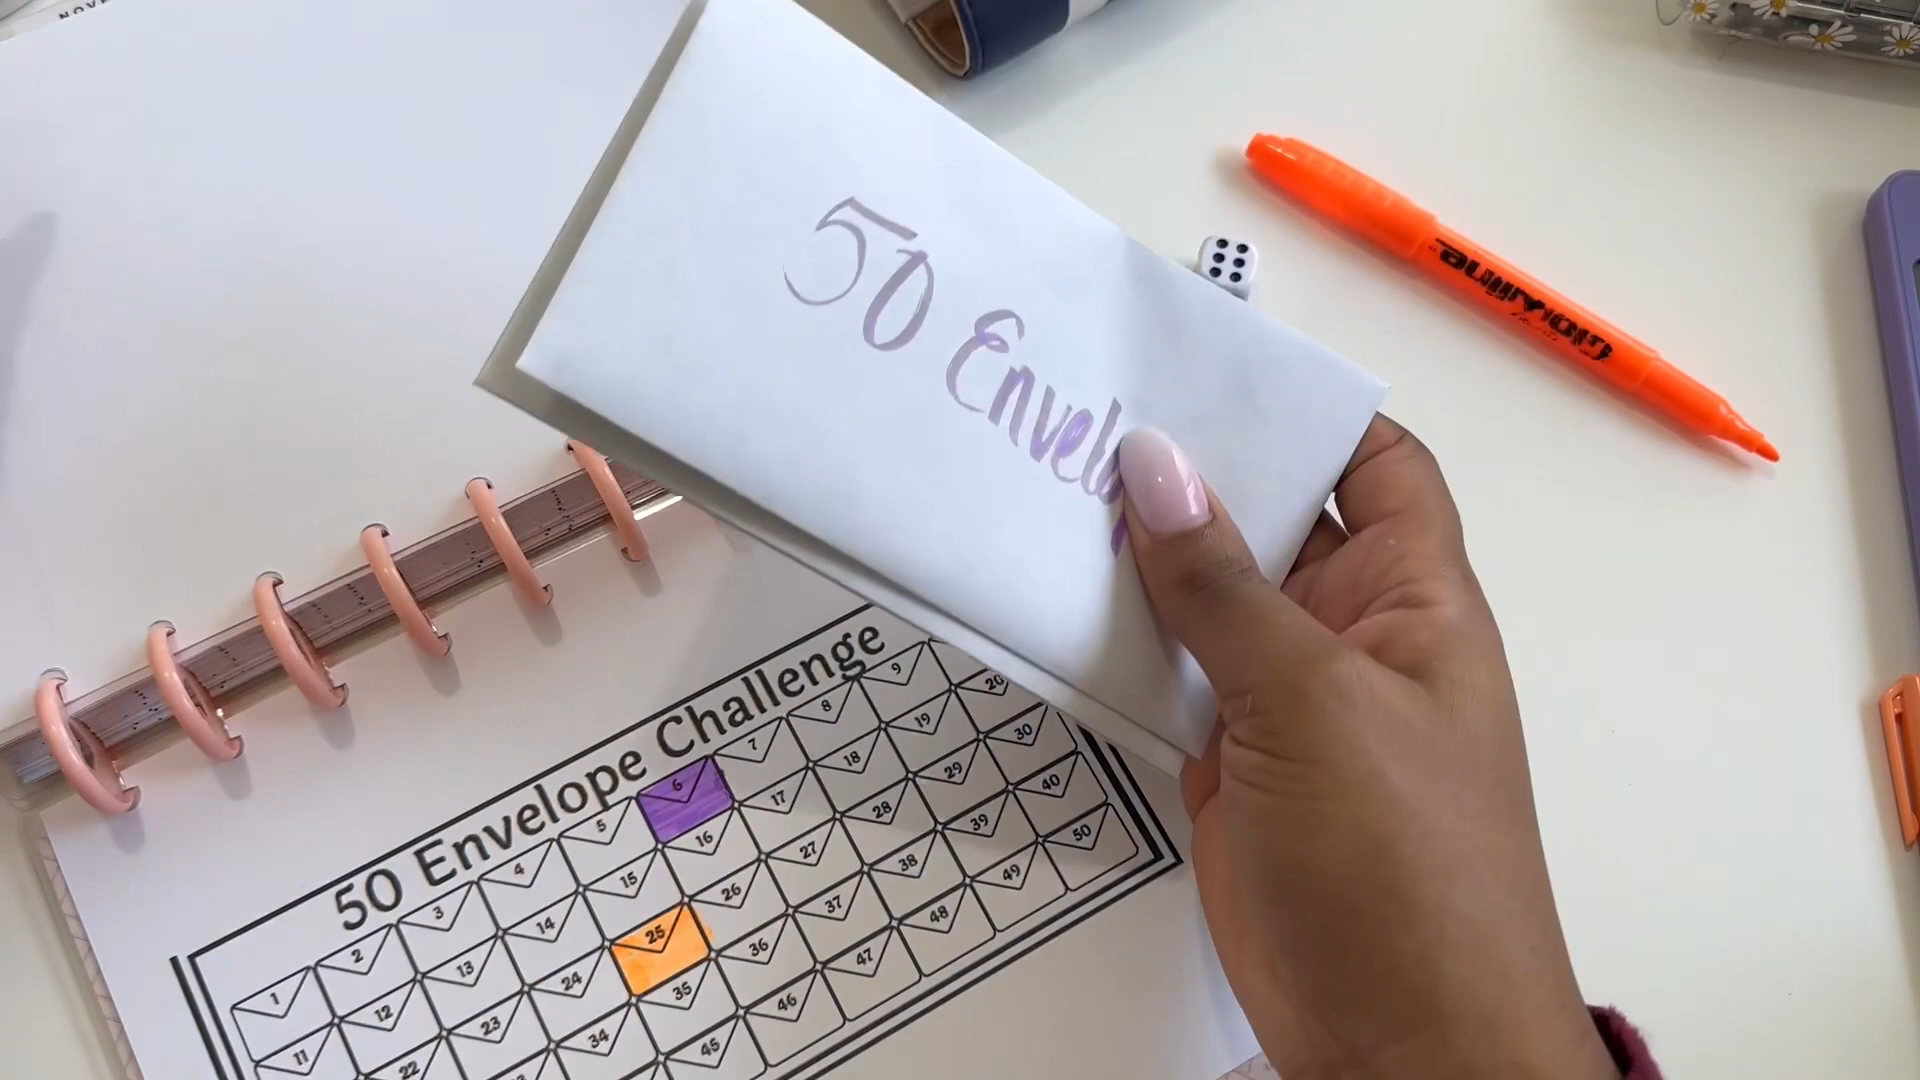 50 Envelo
50 Envelope Challenge
1 2 3 4 5 6 7 8 9
11 12 13 14 15 16 17 18 19 20
22 23 24 25 26 27 28 29 30
34 35 36 37 38 39 40
45 46 47 48 49 50